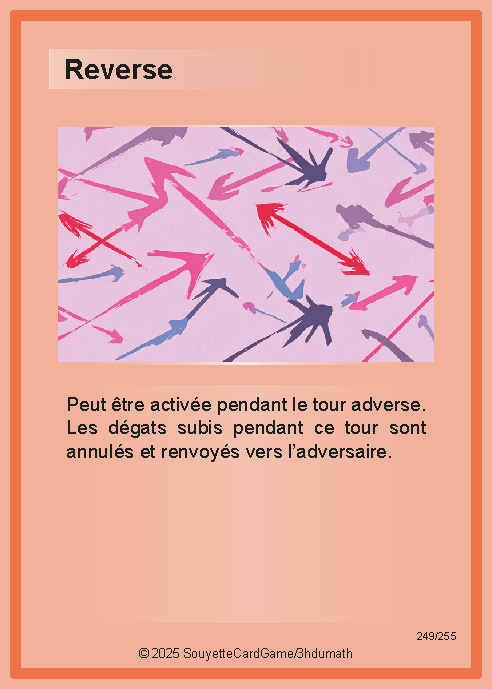 Reverse
Peut être activée pendant le tour adverse.
Les dégats subis pendant ce tour sont
annulés et renvoyés vers l'adversaire.
249/255
© 2025 SouyetteCardGame/3hdumath